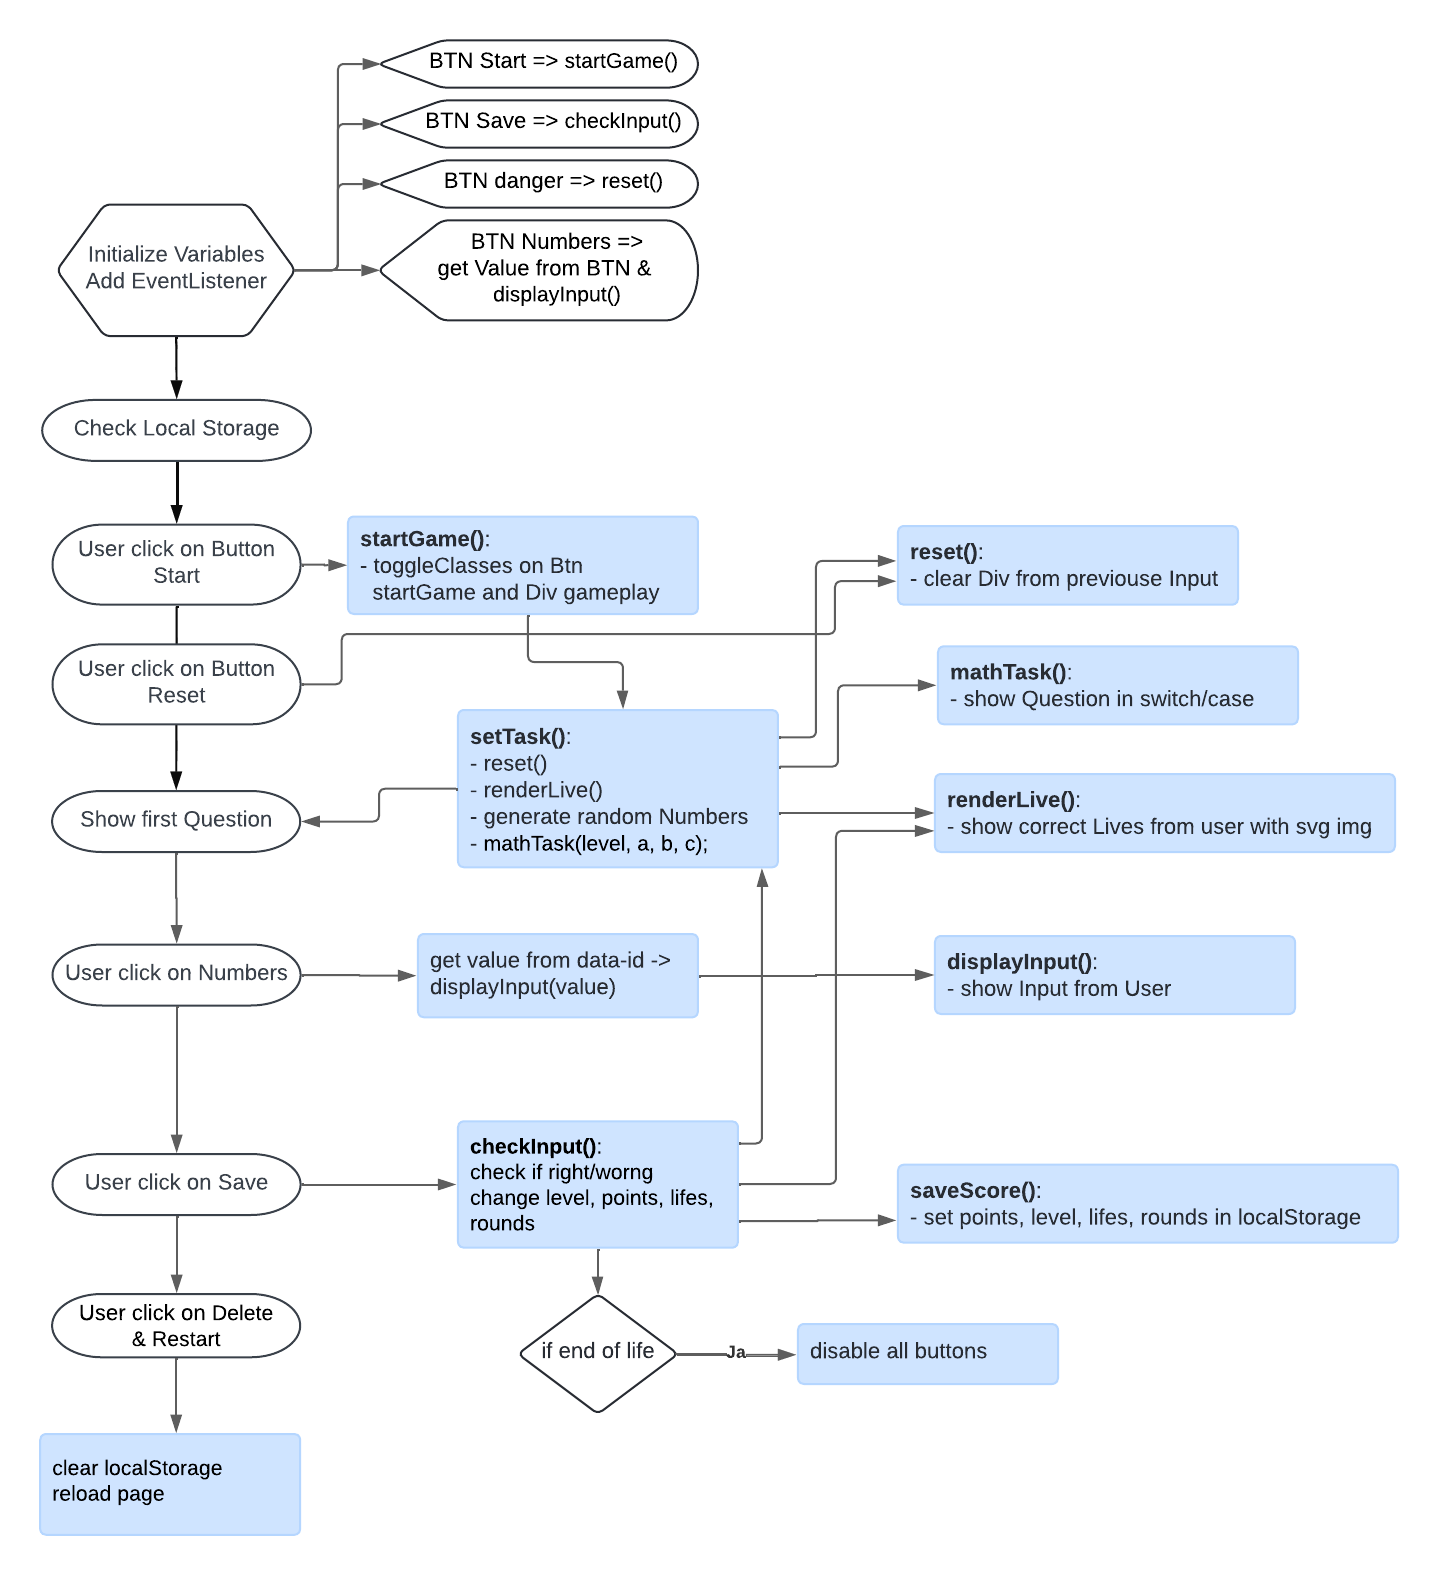 BTN Start => startGame()
BTN Save => checkInput()
BTN danger => reset()
Initialize Variables
Add EventListener
BTN Numbers =>
get Value from BTN &
displayInput()
Check Local Storage
User click on Button
Start
startGame():
- toggleClasses on Btn
startGame and Div gameplay
reset():
- clear Div from previouse Input
User click on Button
Reset
mathTask():
- show Question in switch/case
setTask():
- reset()
- renderLive()
- generate random Numbers
- mathTask(level, a, b, c);
Show first Question
renderLive():
- show correct Lives from user with svg img
User click on Numbers
get value from data-id ->
displayInput(value)
displayInput():
- show Input from User
User click on Save
checkInput():
check if right/worng
change level, points, lifes,
rounds
saveScore():
- set points, level, lifes, rounds in localStorage
User click on Delete
& Restart
if end of life
Ja
disable all buttons
clear localStorage
reload page